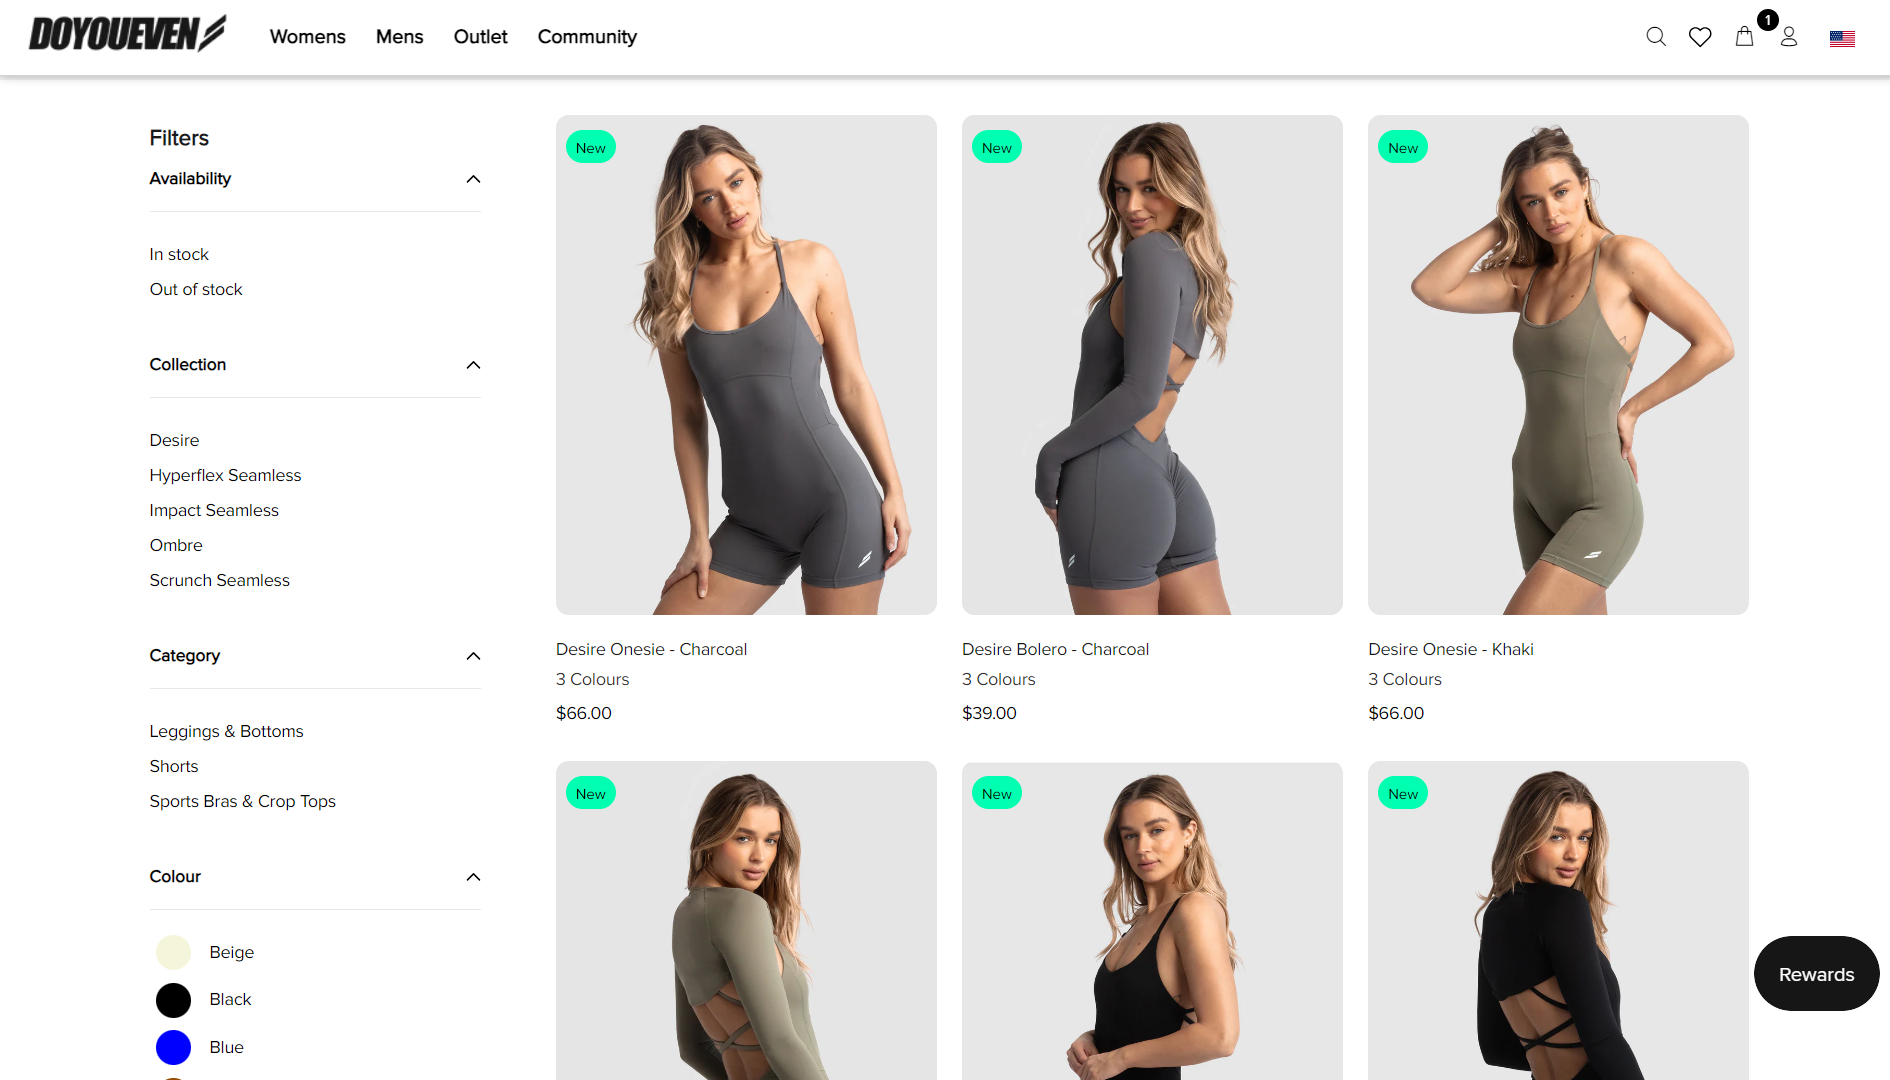 DOYOUEVEN
Womens
Mens
Outlet
Community
1
Filters
Availability
In stock
Out of stock
Collection
Desire
Hyperflex Seamless
Impact Seamless
Ombre
Scrunch Seamless
Category
Leggings & Bottoms
Shorts
Sports Bras & Crop Tops
Colour
Beige
Black
Blue
New
Desire Onesie - Charcoal
3 Colours
$66.00
New
Desire Bolero - Charcoal
3 Colours
$39.00
New
Desire Onesie - Khaki
3 Colours
$66.00
New
New
New
Rewards